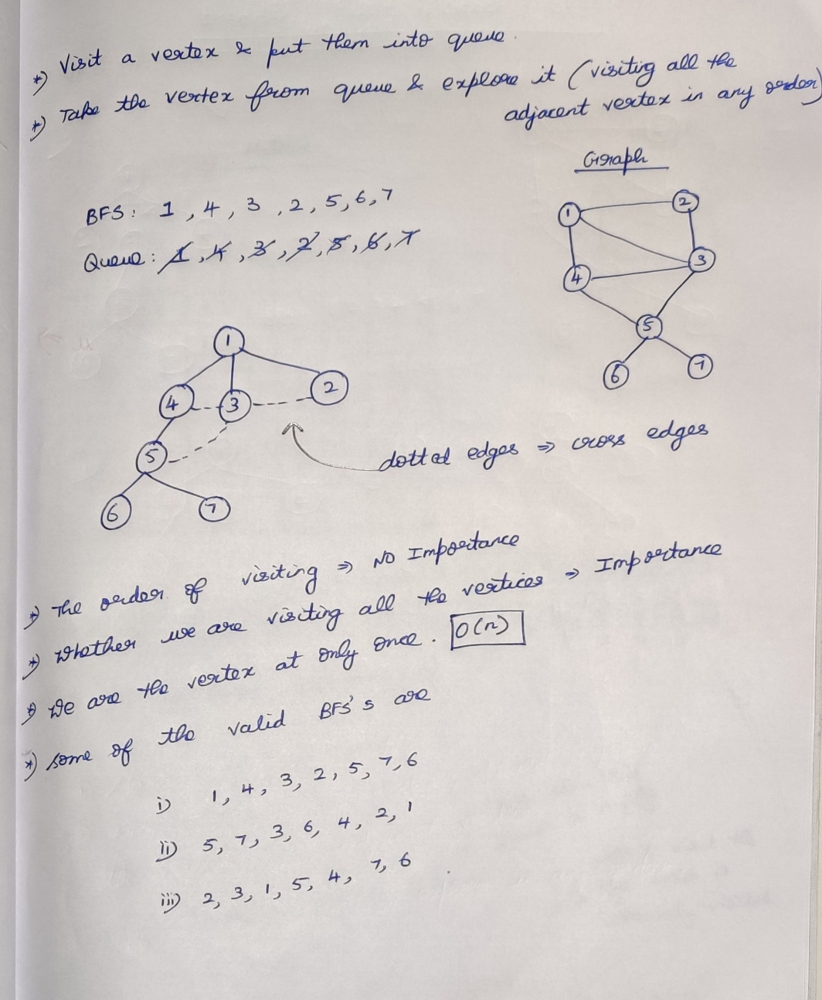 *) Visit a vertex & put them into queue.
*) Take the vertex from queue & explore it (visiting all the
adjacent vertex in any order)
Graph
BFS: 1, 4, 3, 2, 5, 6, 7
Queue: 1, 4, 3, 2, 5, 6, 7
1
2
3
4
5
6
7
1
4
3
2
5
6
7
dotted edges ⇒ cross edges
*) The order of visiting ⇒ No Importance
*) Whether we are visiting all the vertices ⇒ Importance
*) We are the vertex at only once. O(n)
*) some of the valid BFS's are
i) 1, 4, 3, 2, 5, 7, 6
ii) 5, 7, 3, 6, 4, 2, 1
iii) 2, 3, 1, 5, 4, 7, 6